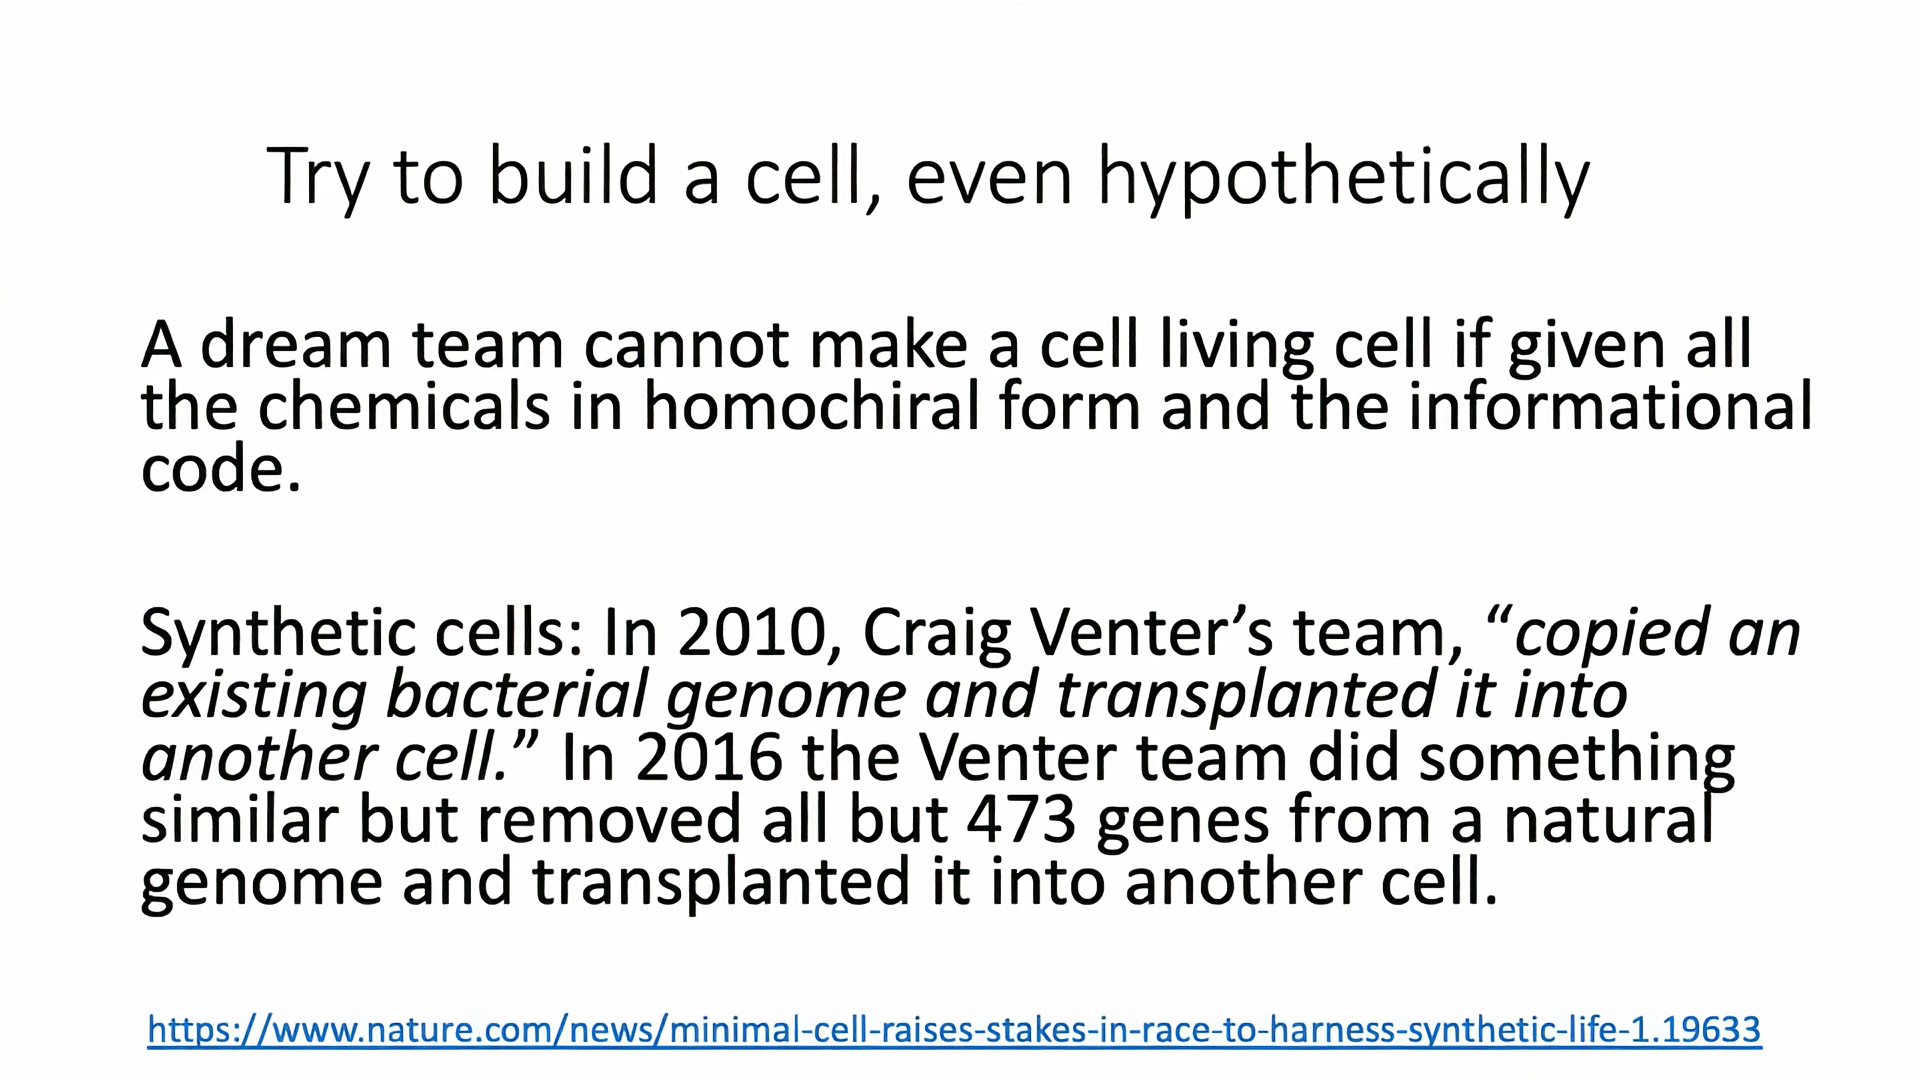 Try to build a cell, even hypothetically
A dream team cannot make a cell living cell if given all
the chemicals in homochiral form and the informational
code.
Synthetic cells: In 2010, Craig Venter’s team, “copied an
existing bacterial genome and transplanted it into
another cell.” In 2016 the Venter team did something
similar but removed all but 473 genes from a natural
genome and transplanted it into another cell.
https://www.nature.com/news/minimal-cell-raises-stakes-in-race-to-harness-synthetic-life-1.19633